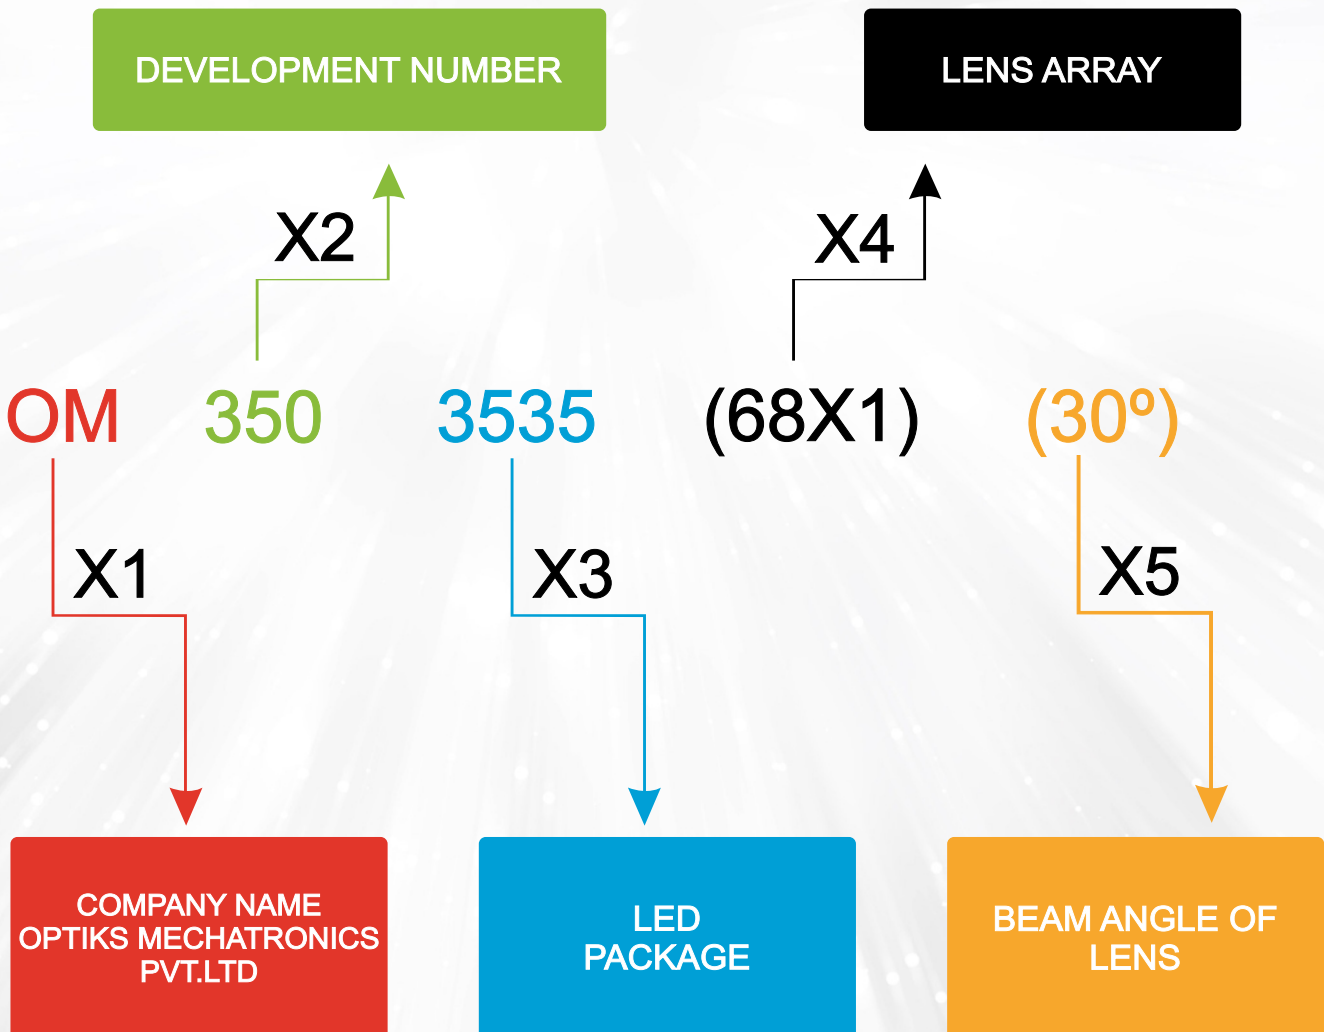 DEVELOPMENT NUMBER
LENS ARRAY
X2
X4
OM 350 3535 (68X1) (30º)
X1
X3
X5
COMPANY NAME
OPTIKS MECHATRONICS
PVT.LTD
LED
PACKAGE
BEAM ANGLE OF
LENS